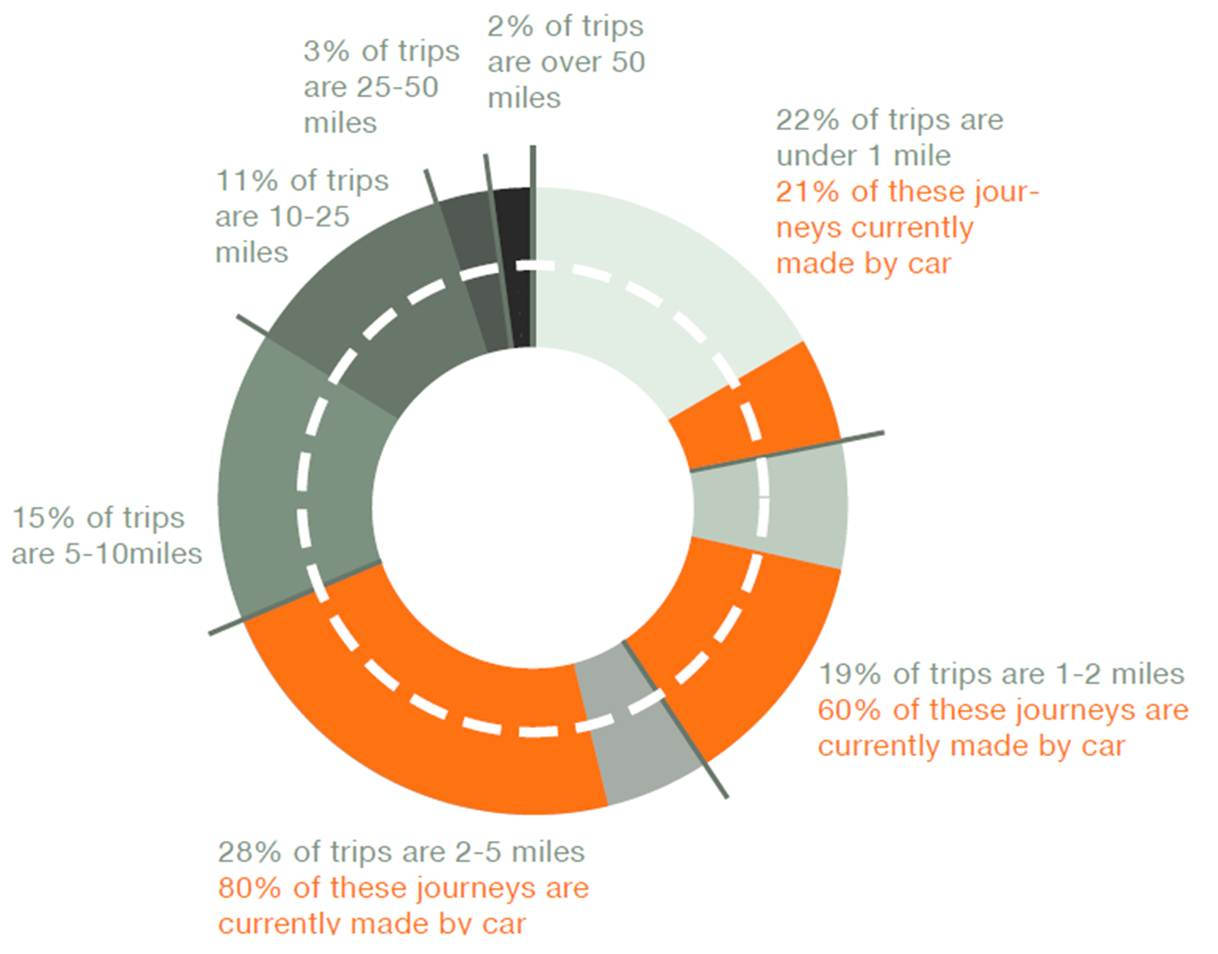 2% of trips
are over 50
miles
3% of trips
are 25-50
miles
11% of trips
are 10-25
miles
22% of trips are
under 1 mile
21% of these jour-
neys currently
made by car
15% of trips
are 5-10miles
19% of trips are 1-2 miles
60% of these journeys are
currently made by car
28% of trips are 2-5 miles
80% of these journeys are
currently made by car